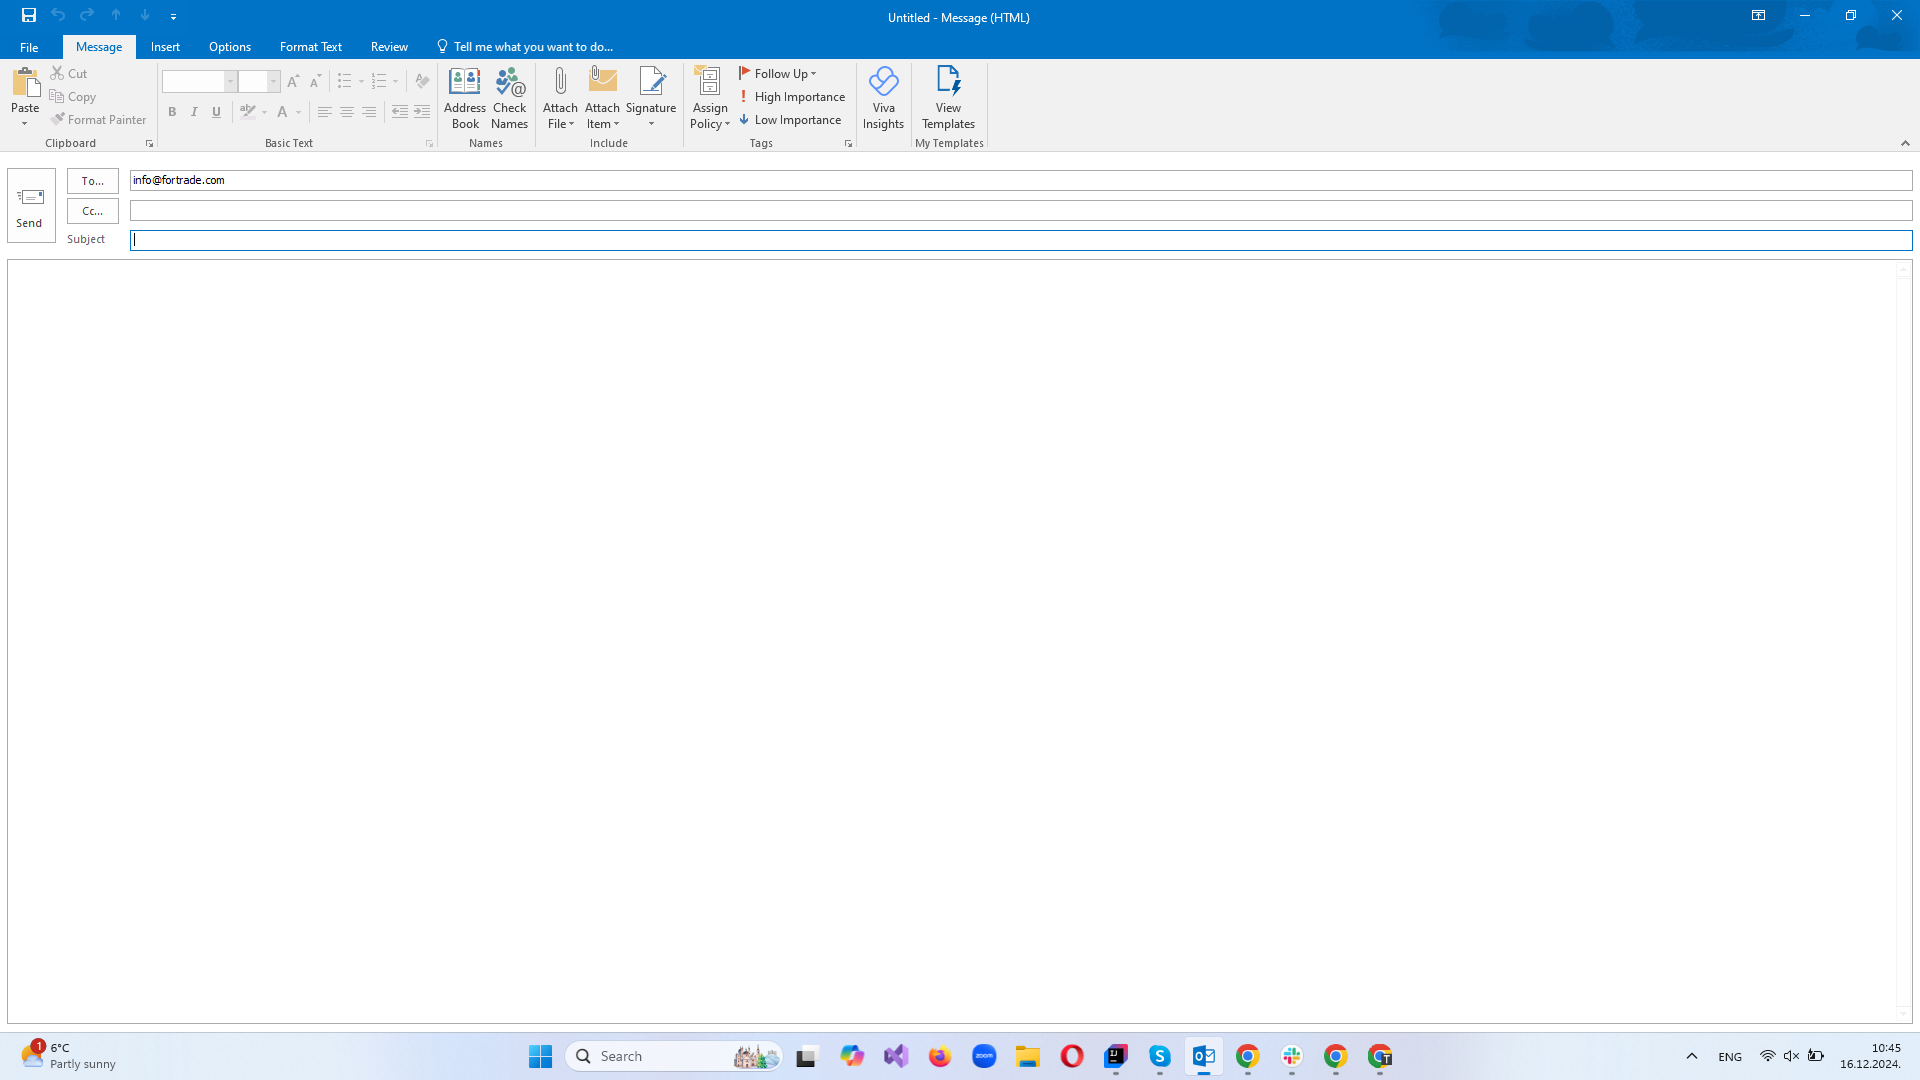 Untitled - Message (HTML)
File Message Insert Options Format Text Review Tell me what you want to do...
Paste
Cut
Copy
Format Painter
Clipboard
B I U
Basic Text
Address Book
Check Names
Names
Attach File
Attach Item
Signature
Include
Assign Policy
Follow Up
High Importance
Low Importance
Tags
Viva Insights
View Templates
My Templates
Send
To... info@fortrade.com
Cc...
Subject
1
6°C
Partly sunny
Search
zoom
ENG
10:45
16.12.2024.